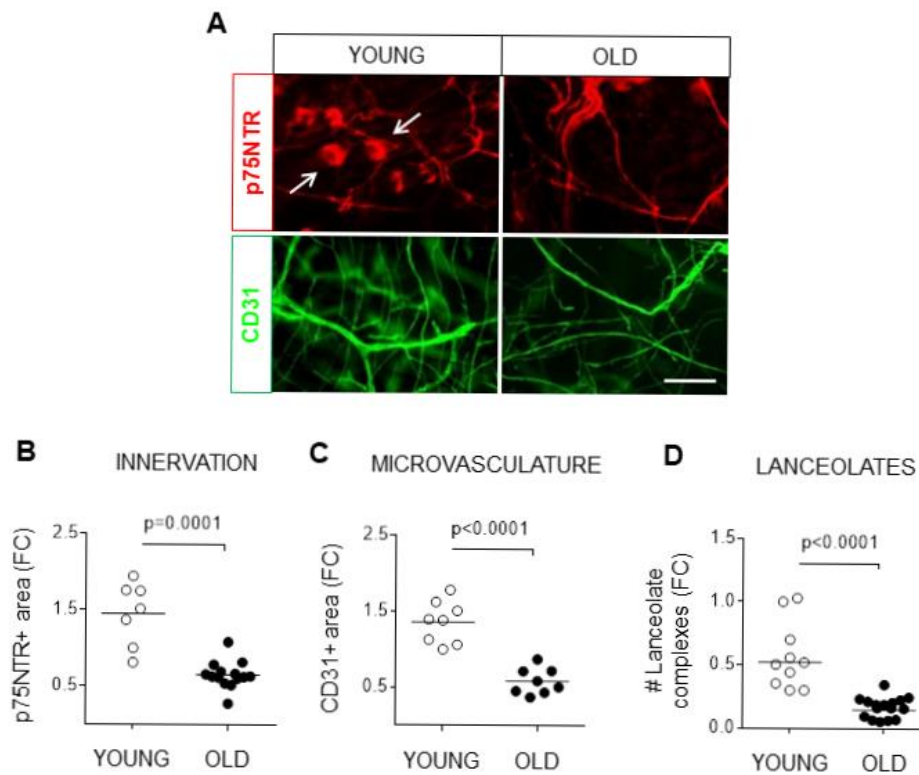 A
YOUNG OLD
p75NTR
CD31
B INNERVATION
p75NTR+ area (FC)
2.5
1.5
0.5
p=0.0001
YOUNG OLD
C MICROVASCULATURE
CD31+ area (FC)
2.5
1.5
0.5
p<0.0001
YOUNG OLD
D LANCEOLATES
# Lanceolate
complexes (FC)
1.5
1.0
0.5
0.0
p<0.0001
YOUNG OLD